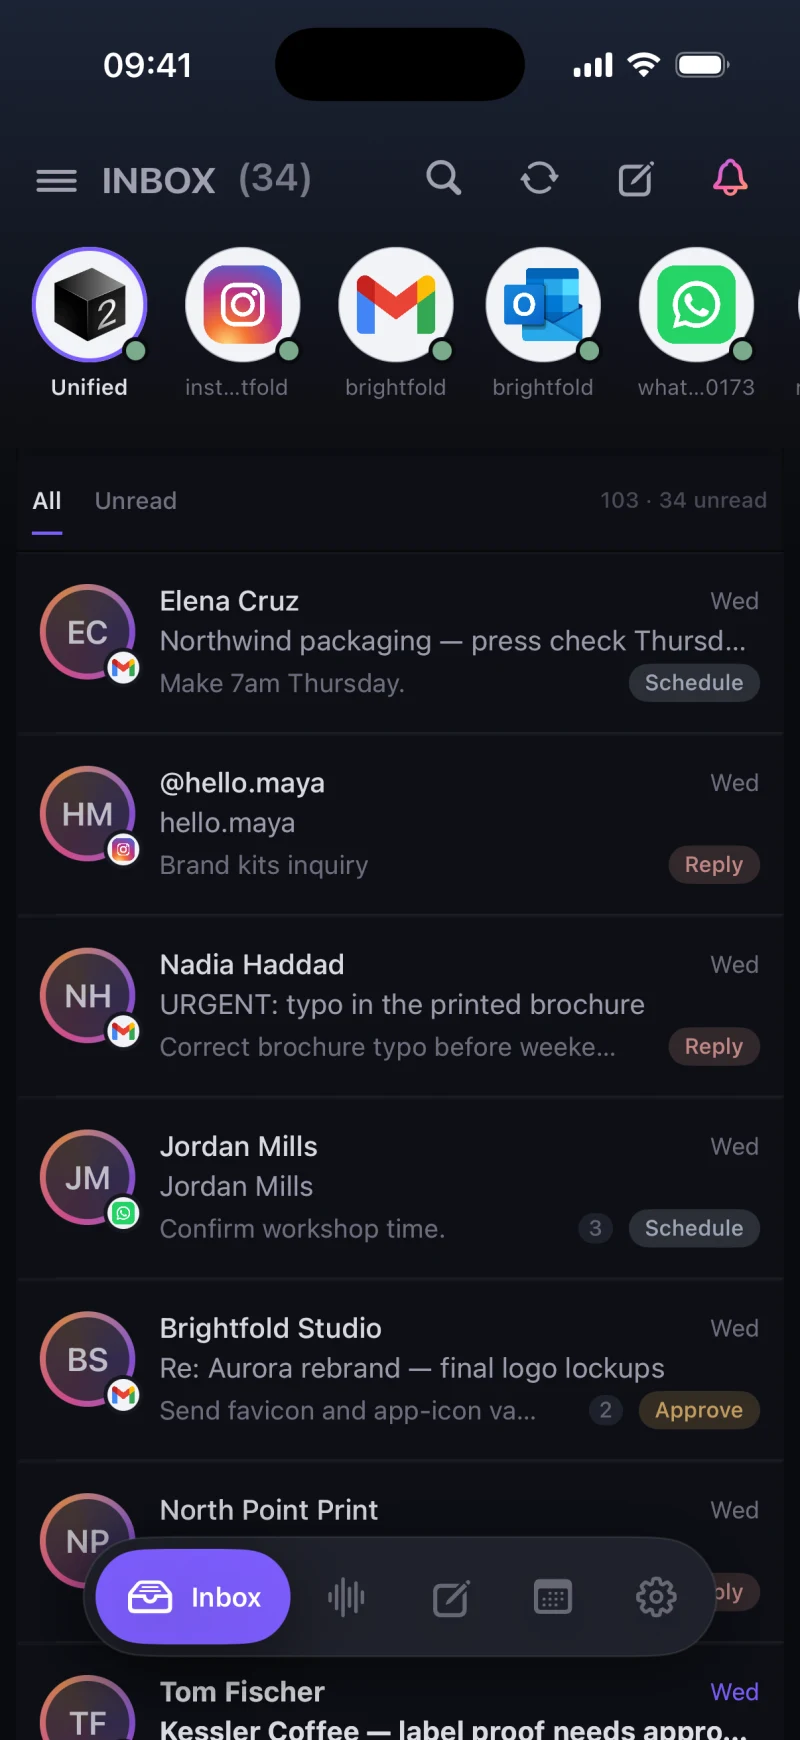 09:41
INBOX (34)
2
Unified
inst...tfold
brightfold
O
brightfold
what...0173
All
Unread
103 · 34 unread
EC
Elena Cruz
Wed
Northwind packaging — press check Thursd...
Make 7am Thursday.
Schedule
HM
@hello.maya
Wed
hello.maya
Brand kits inquiry
Reply
NH
Nadia Haddad
Wed
URGENT: typo in the printed brochure
Correct brochure typo before weeke...
Reply
JM
Jordan Mills
Wed
Jordan Mills
Confirm workshop time.
3
Schedule
BS
Brightfold Studio
Wed
Re: Aurora rebrand — final logo lockups
Send favicon and app-icon va...
2
Approve
NP
North Point Print
Wed
Inbox
TF
Tom Fischer
Wed
Kessler Coffee — label proof needs appro...